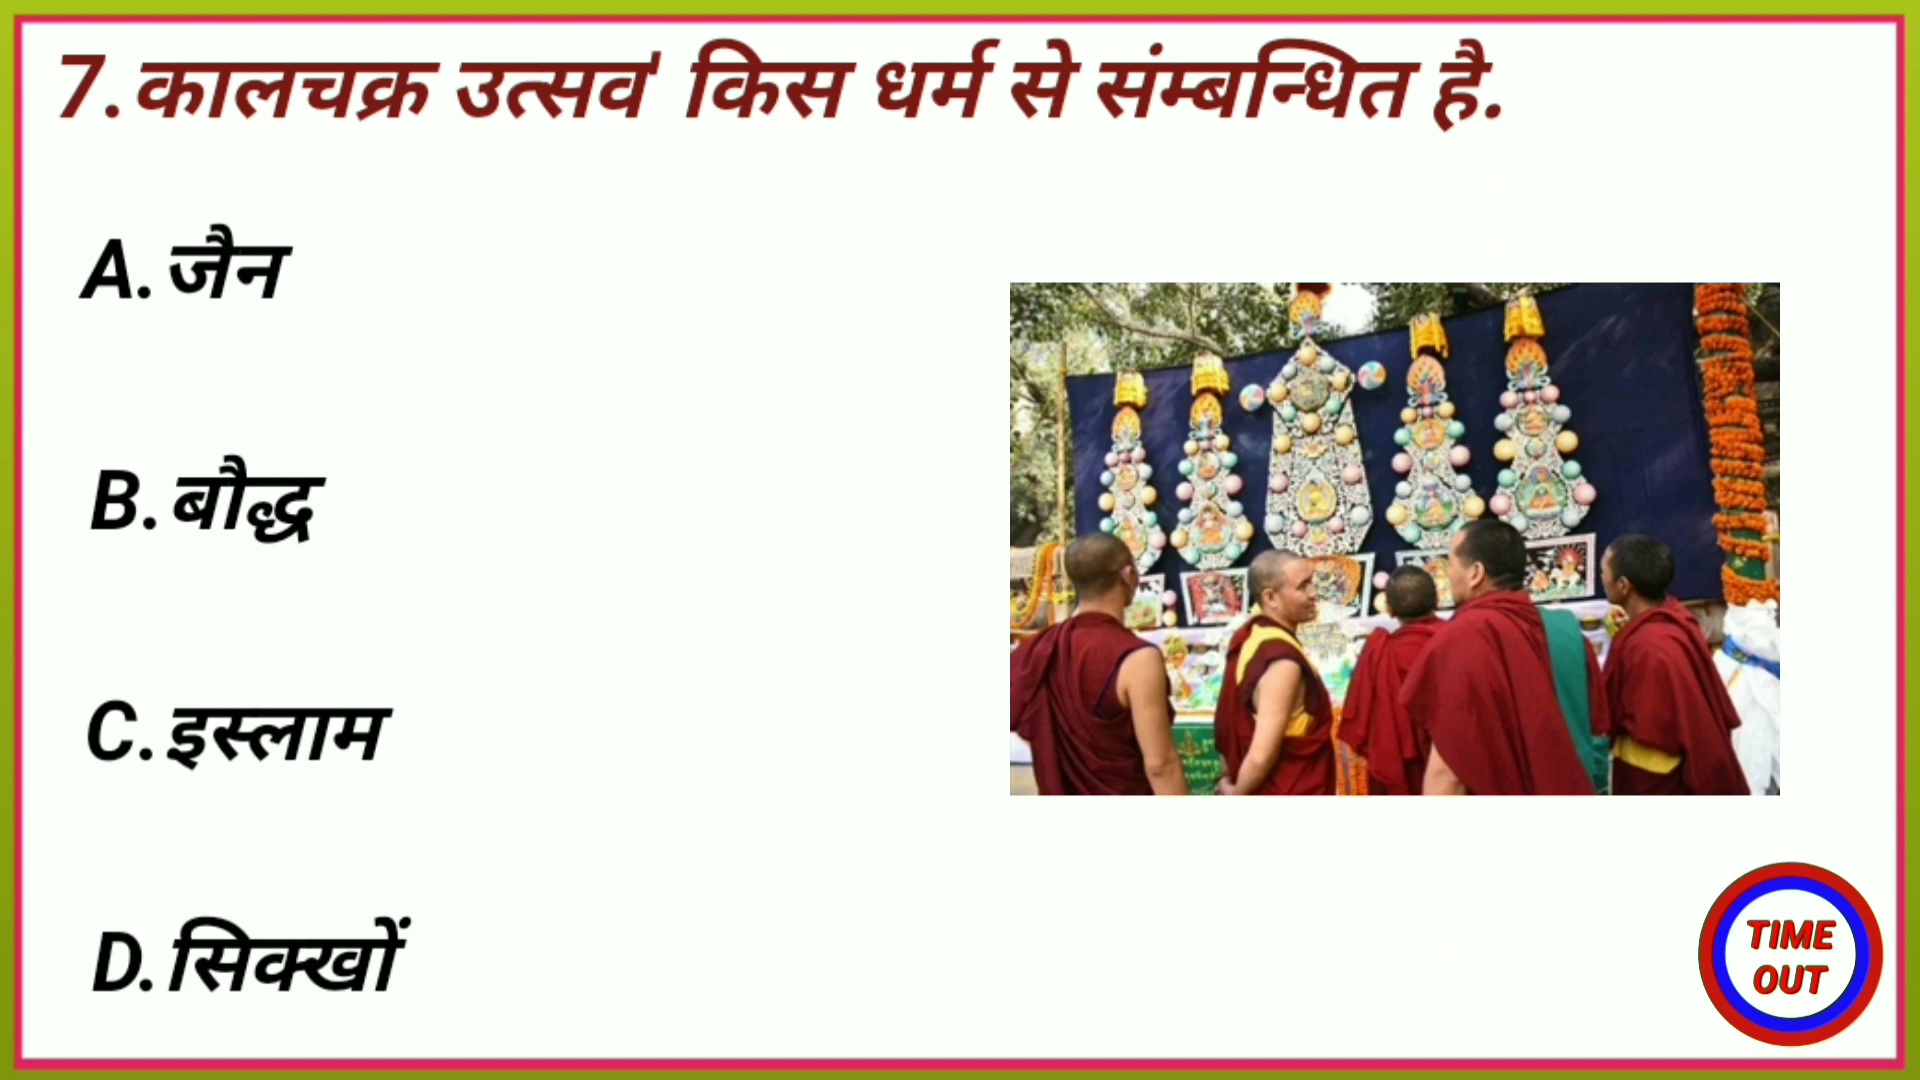 7.कालचक्र उत्सव' किस धर्म से संम्बन्धित है.
A.जैन
B.बौद्ध
C.इस्लाम
D.सिक्खों
TIME
OUT